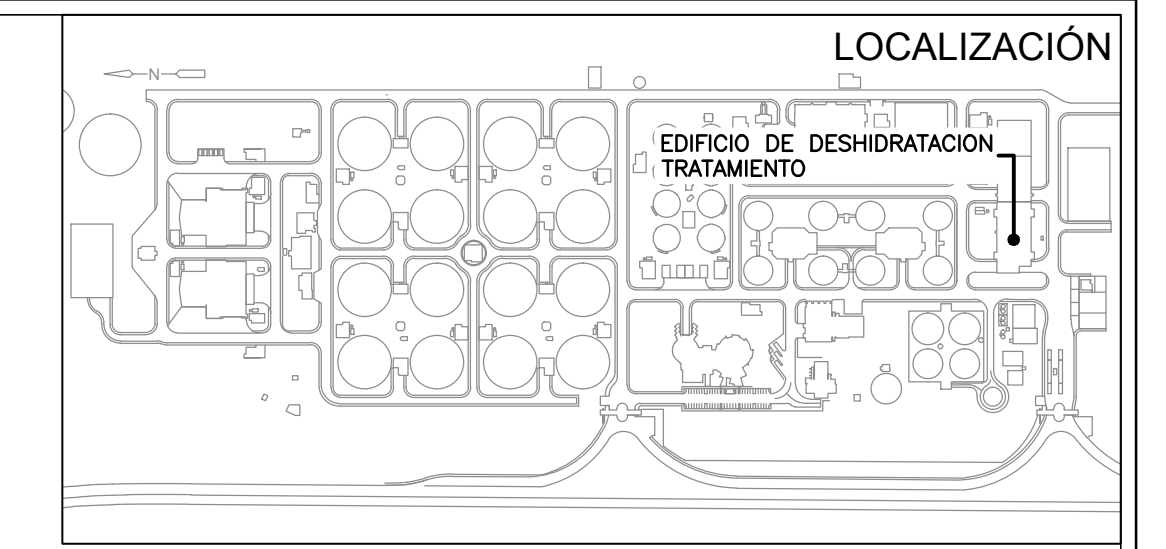 LOCALIZACIÓN
N
EDIFICIO DE DESHIDRATACION
TRATAMIENTO